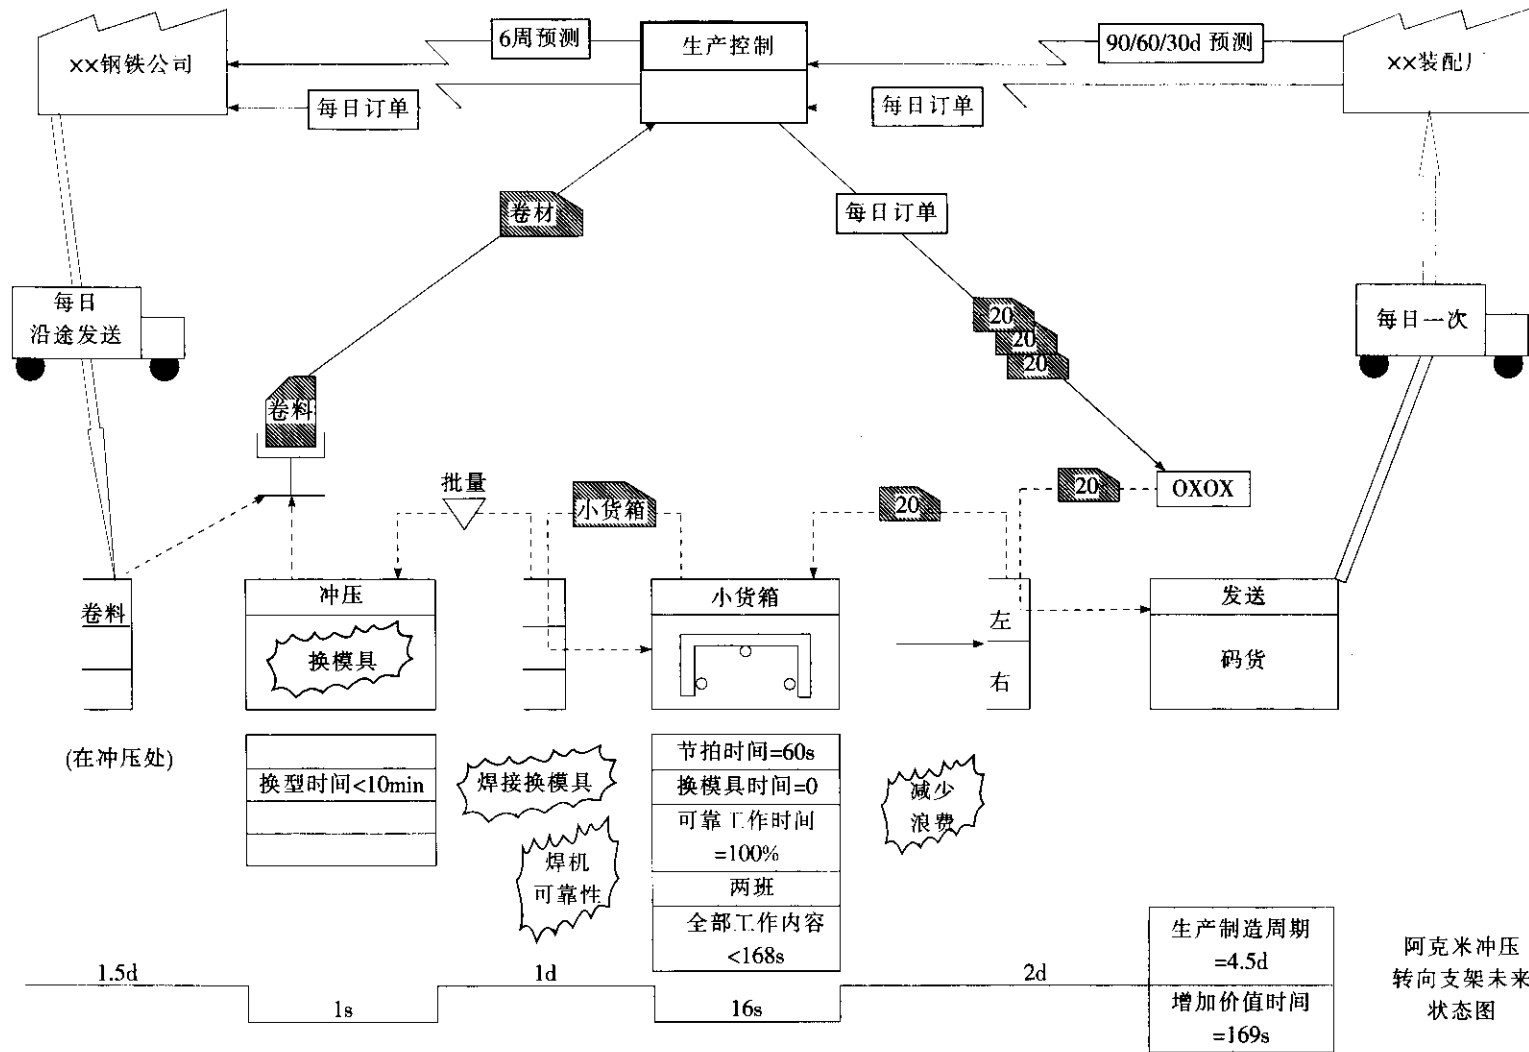 ××钢铁公司
6周预测
生产控制
90/60/30d 预测
××装配厂
每日订单
每日订单
卷材
每日订单
每日
沿途发送
20
20
20
每日一次
卷料
批量
小货箱
20
20
OXOX
卷料
冲压
小货箱
左
发送
换模具
右
码货
(在冲压处)
换型时间<10min
焊接换模具
焊机
可靠性
节拍时间=60s
换模具时间=0
可靠工作时间
=100%
两班
全部工作内容
<168s
减少
浪费
1.5d
1s
1d
16s
2d
生产制造周期
=4.5d
增加价值时间
=169s
阿克米冲压
转向支架未来
状态图